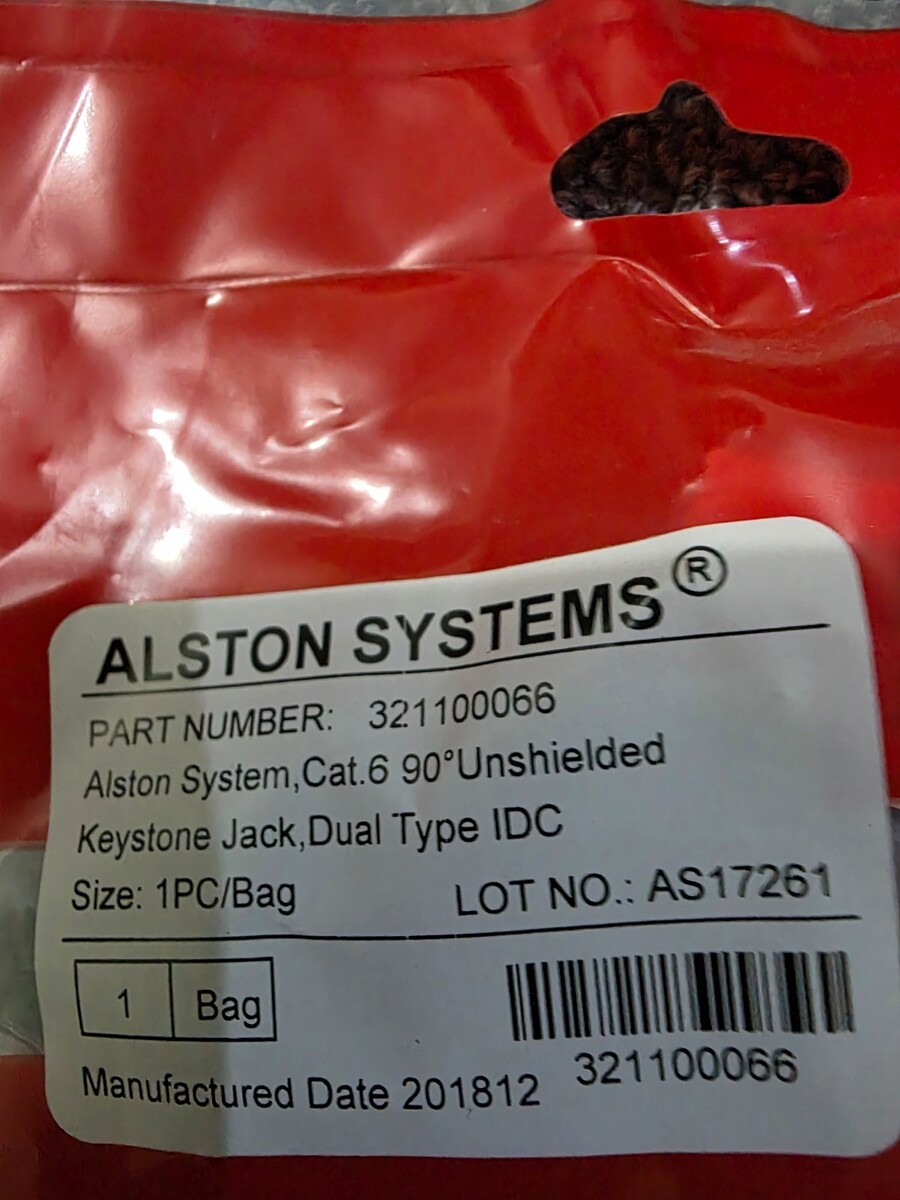 ALSTON SYSTEMS®
PART NUMBER: 321100066
Alston System,Cat.6 90°Unshielded
Keystone Jack,Dual Type IDC
Size: 1PC/Bag LOT NO.: AS17261
1 Bag
321100066
Manufactured Date 201812